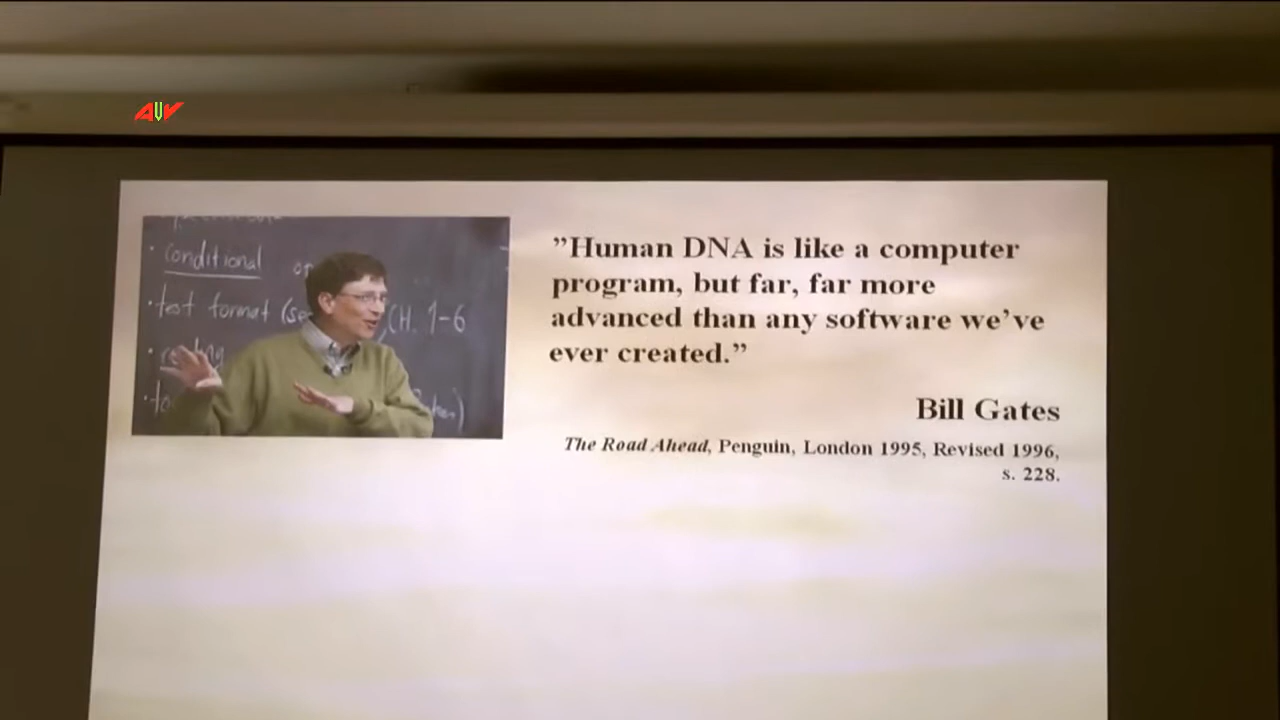 AVV
conditional
test format (se CH. 1-6
"Human DNA is like a computer
program, but far, far more
advanced than any software we've
ever created."
Bill Gates
The Road Ahead, Penguin, London 1995, Revised 1996,
s. 228.